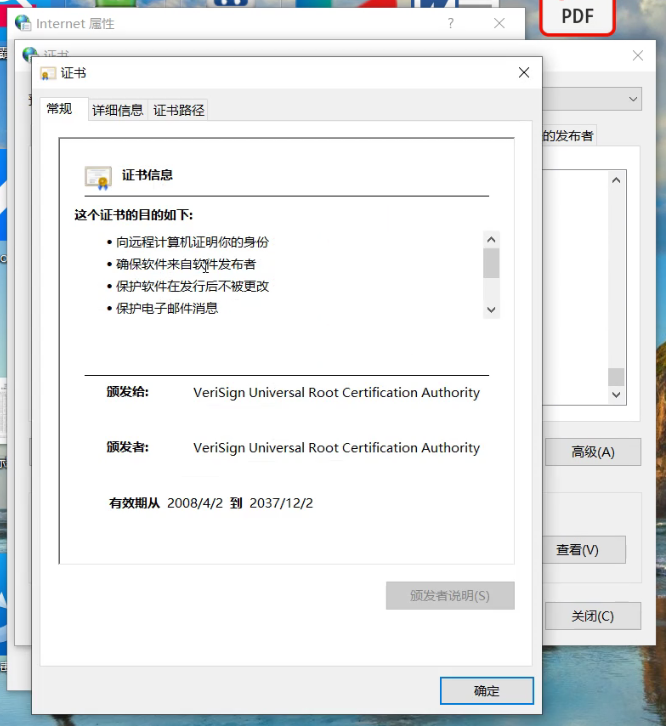 PDF
Internet 属性
?
证书
证书
常规
详细信息
证书路径
的发布者
证书信息
这个证书的目的如下:
• 向远程计算机证明你的身份
• 确保软件来自软件发布者
• 保护软件在发行后不被更改
• 保护电子邮件消息
颁发给: VeriSign Universal Root Certification Authority
颁发者: VeriSign Universal Root Certification Authority
有效期从 2008/4/2 到 2037/12/2
高级(A)
查看(V)
颁发者说明(S)
关闭(C)
确定